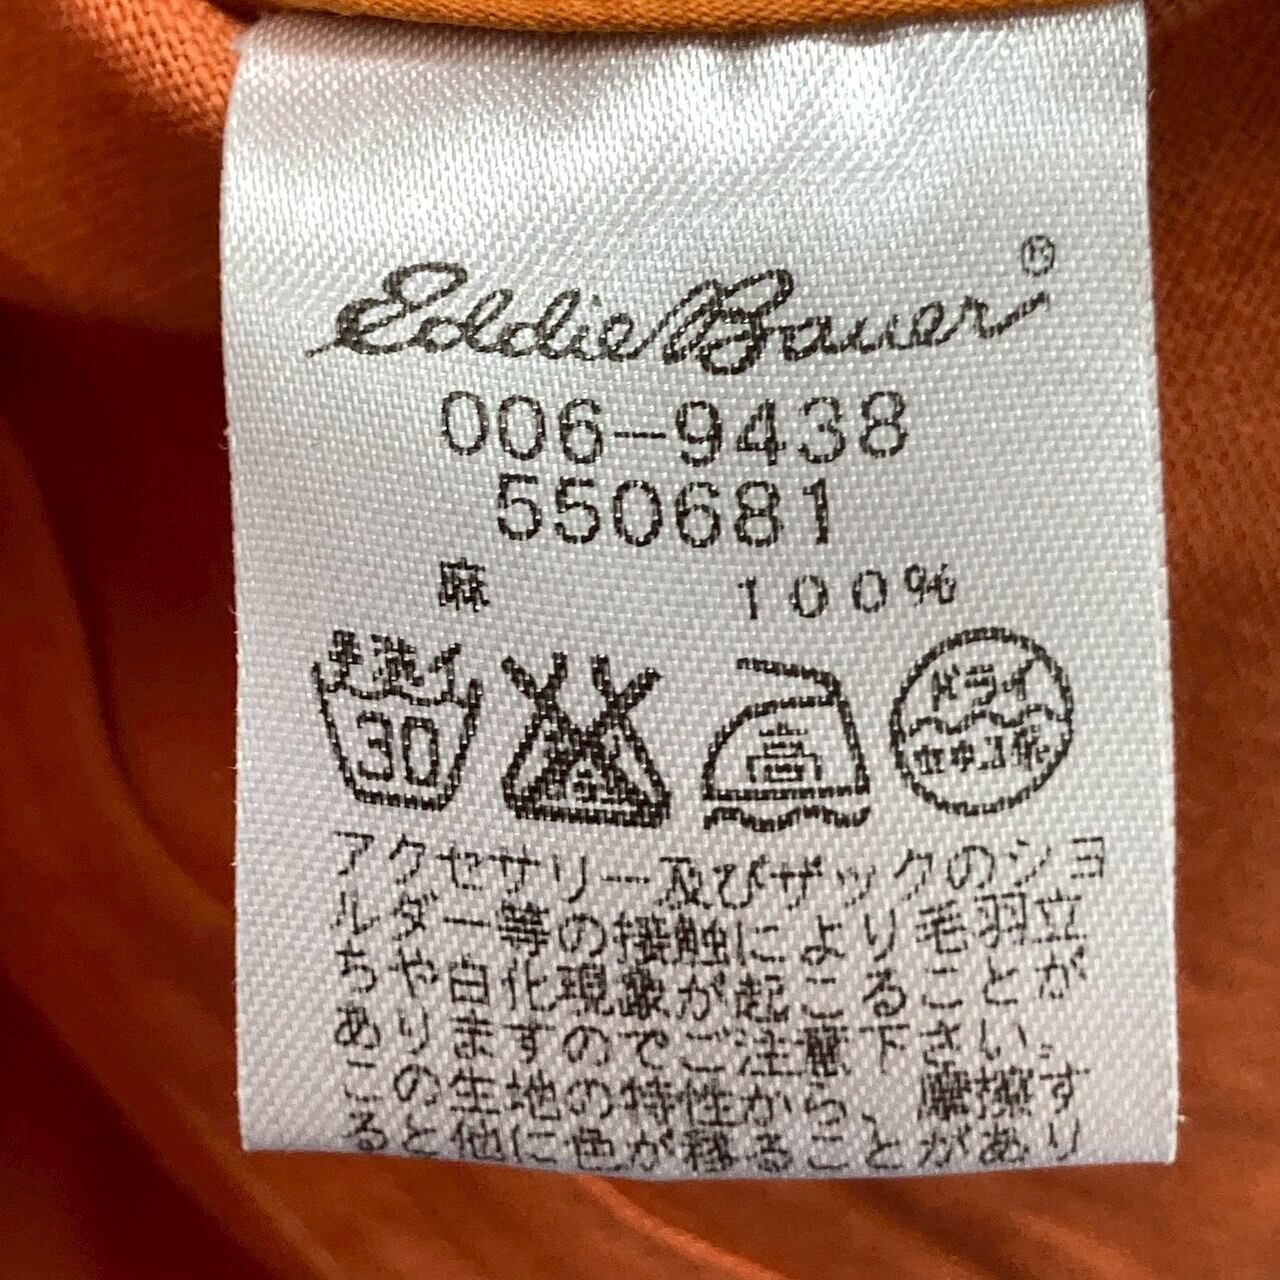 Eddie Bauer®
006-9438
550681
麻 100%
手洗イ
30
高
ドライ
セキユ系
アクセサリー及びザックのショ
ルダー等の接触により毛羽立
ちや白化現象が起こることが
ありますのでご注意下さい。
この生地の特性から、摩擦す
ると他に色が移ることがあり